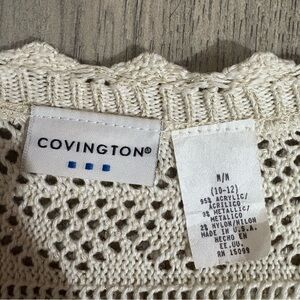 COVINGTON®
M/M
(10-12)
95% ACRYLIC/
ACRILICO
3% METALLIC/
METALICO
2% NYLON/NILON
MADE IN U.S.A.
HECHO EN
EE.UU.
RN 15099